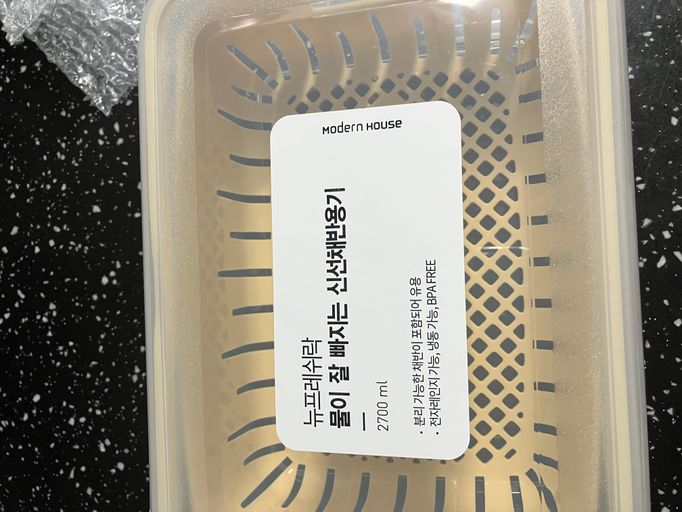 MODERN HOUSE
뉴프레쉬락
물이 잘 빠지는 신선채반용기
2700 ml
· 분리 가능한 채반이 포함되어 유용
· 전자레인지 가능, 냉동 가능, BPA FREE